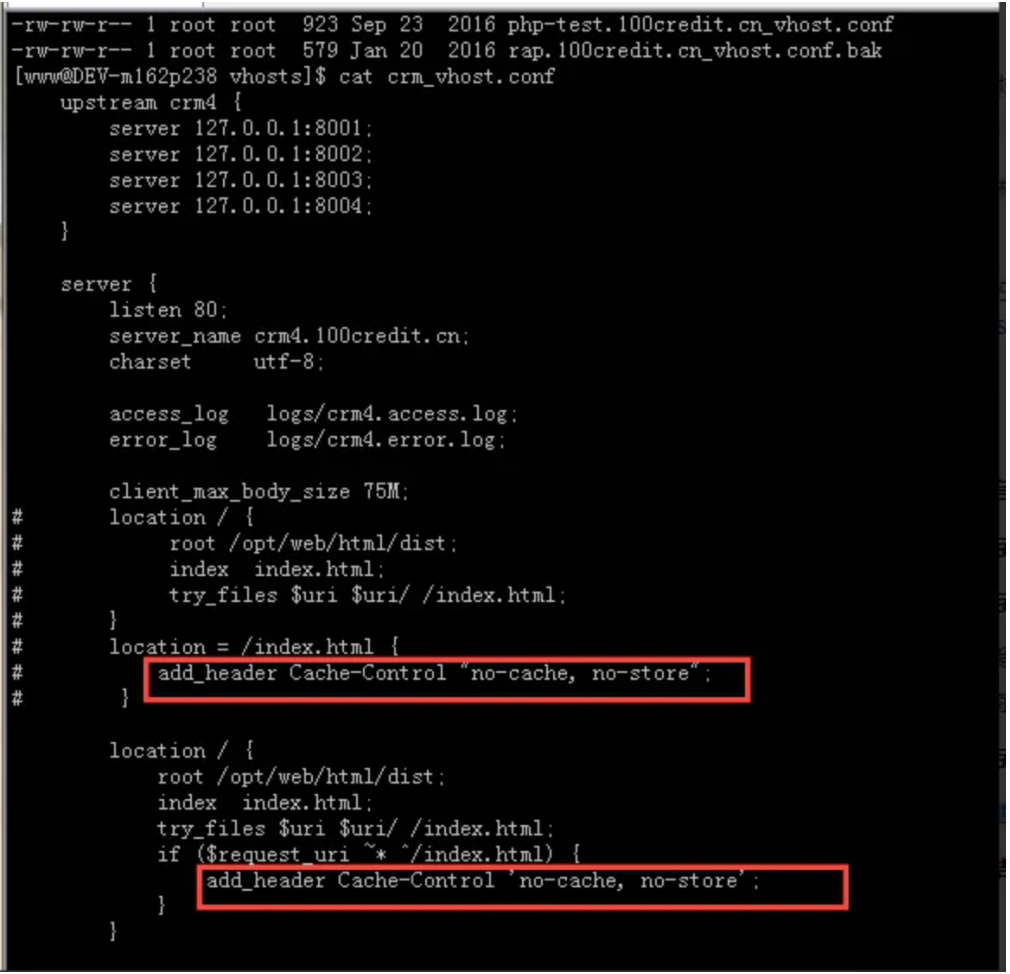 -rw-rw-r-- 1 root root  923 Sep 23  2016 php-test.100credit.cn_vhost.conf
-rw-rw-r-- 1 root root  579 Jan 20  2016 rap.100credit.cn_vhost.conf.bak
[www@DEV-m162p238 vhosts]$ cat crm_vhost.conf
    upstream crm4 {
        server 127.0.0.1:8001;
        server 127.0.0.1:8002;
        server 127.0.0.1:8003;
        server 127.0.0.1:8004;
    }
    server {
        listen 80;
        server_name crm4.100credit.cn;
        charset     utf-8;
        access_log   logs/crm4.access.log;
        error_log    logs/crm4.error.log;
        client_max_body_size 75M;
#       location / {
#            root /opt/web/html/dist;
#            index  index.html;
#            try_files $uri $uri/ /index.html;
#       }
#       location = /index.html {
#           add_header Cache-Control "no-cache, no-store";
#        }
        location / {
            root /opt/web/html/dist;
            index  index.html;
            try_files $uri $uri/ /index.html;
            if ($request_uri ~* ^/index.html) {
                add_header Cache-Control 'no-cache, no-store';
            }
        }